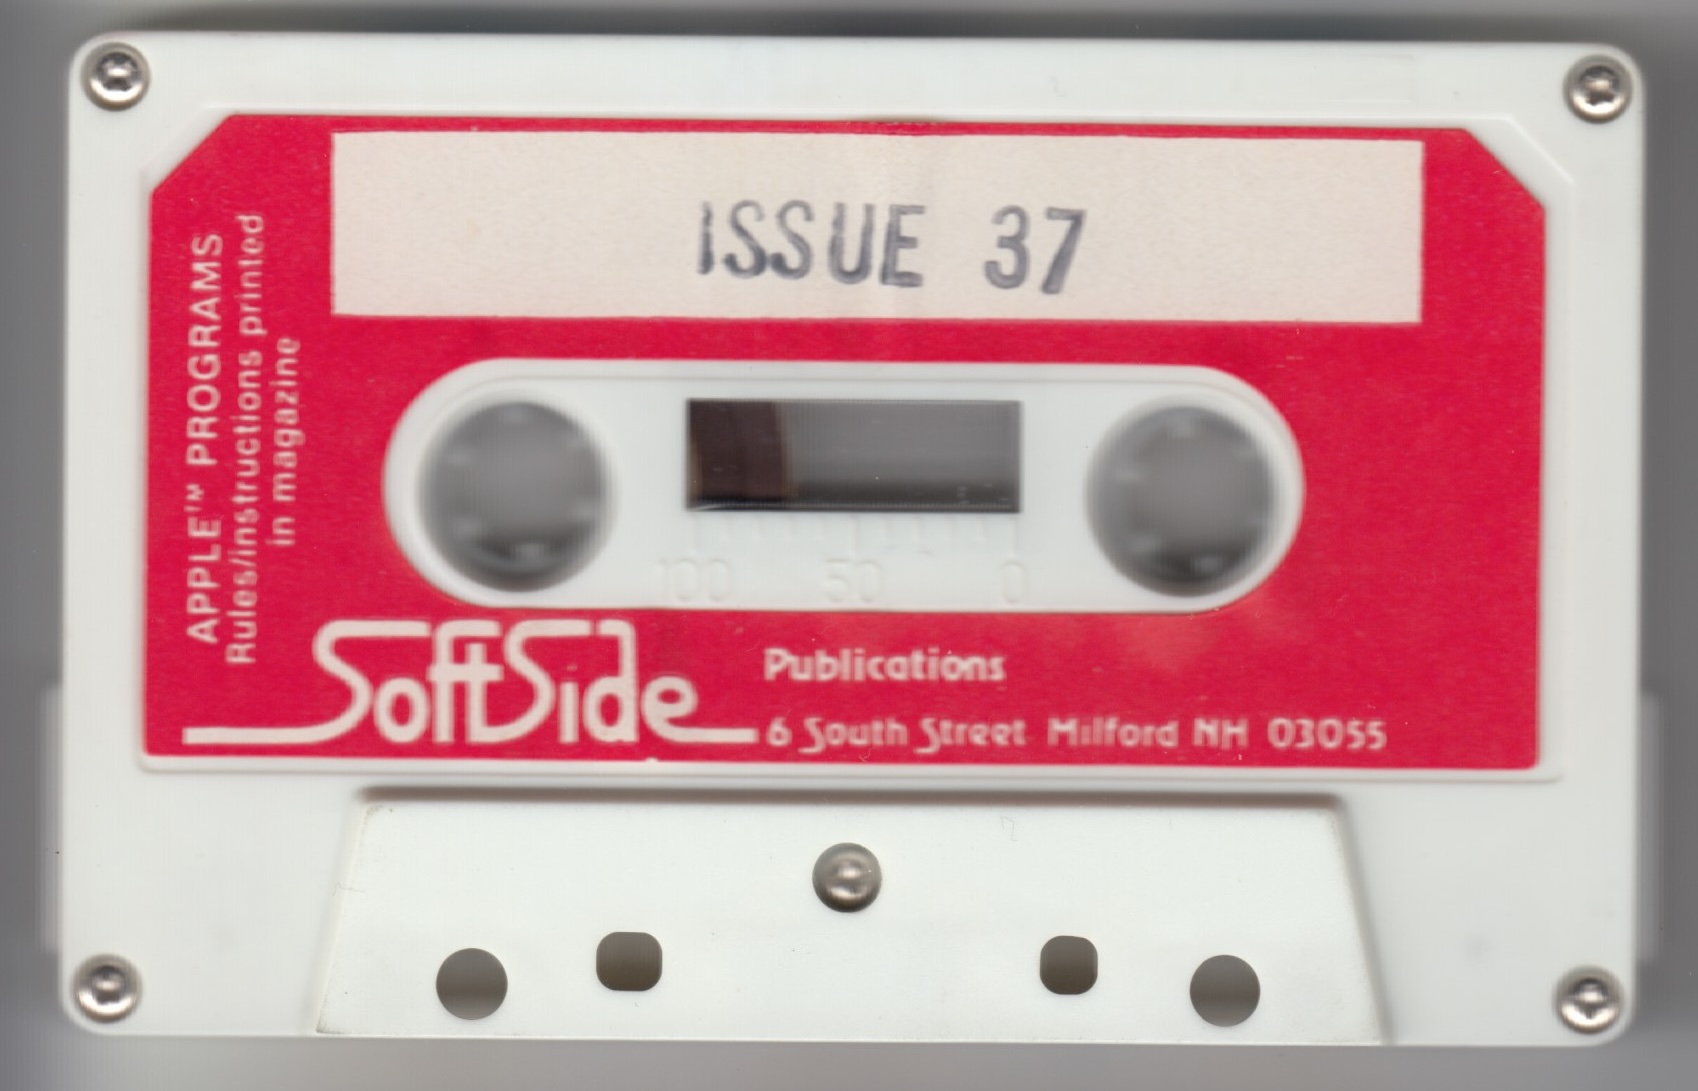 ISSUE 37
APPLE™ PROGRAMS
Rules/instructions printed
in magazine
100 50 0
SoftSide
Publications
6 South Street Milford NH 03055